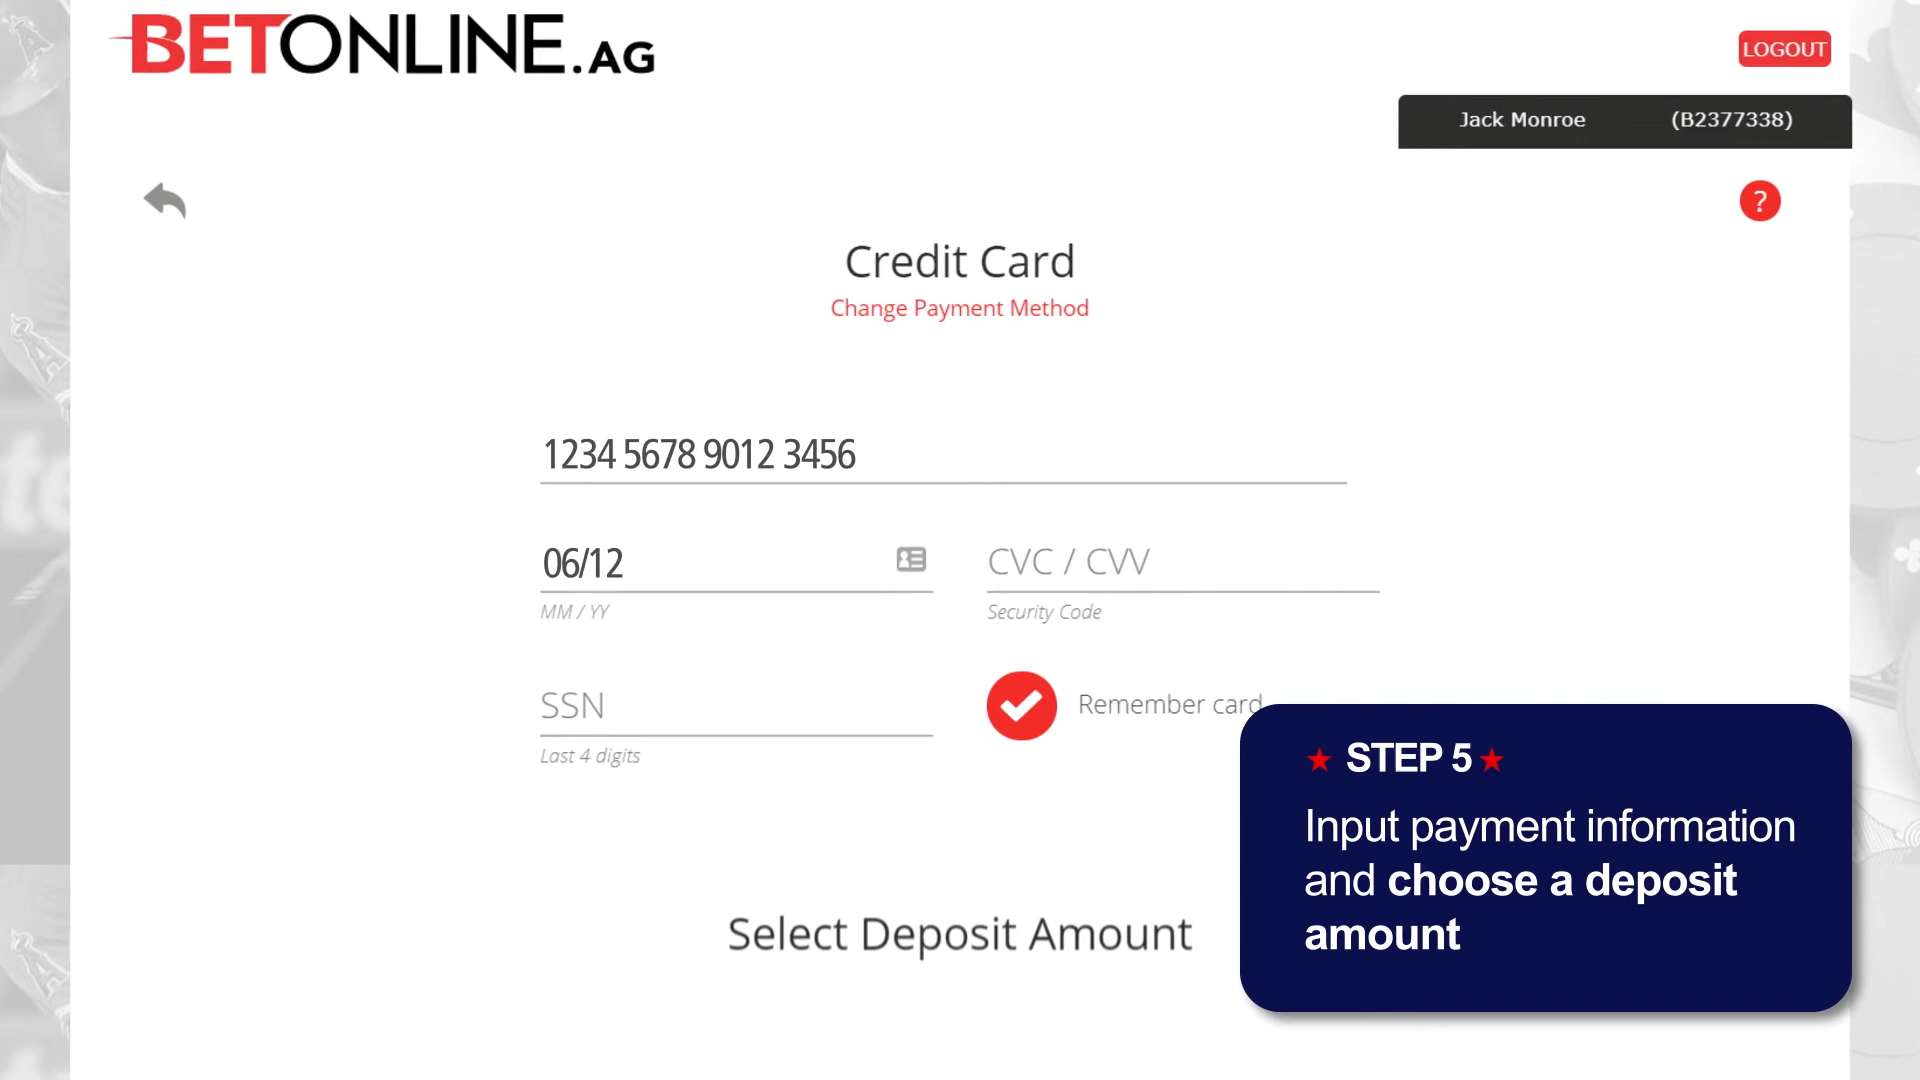 BETONLINE.AG
LOGOUT
Jack Monroe (B2377338)
?
Credit Card
Change Payment Method
1234 5678 9012 3456
06/12
CVC / CVV
MM / YY
Security Code
SSN
Remember card
Last 4 digits
STEP 5
Input payment information
and choose a deposit
amount
Select Deposit Amount